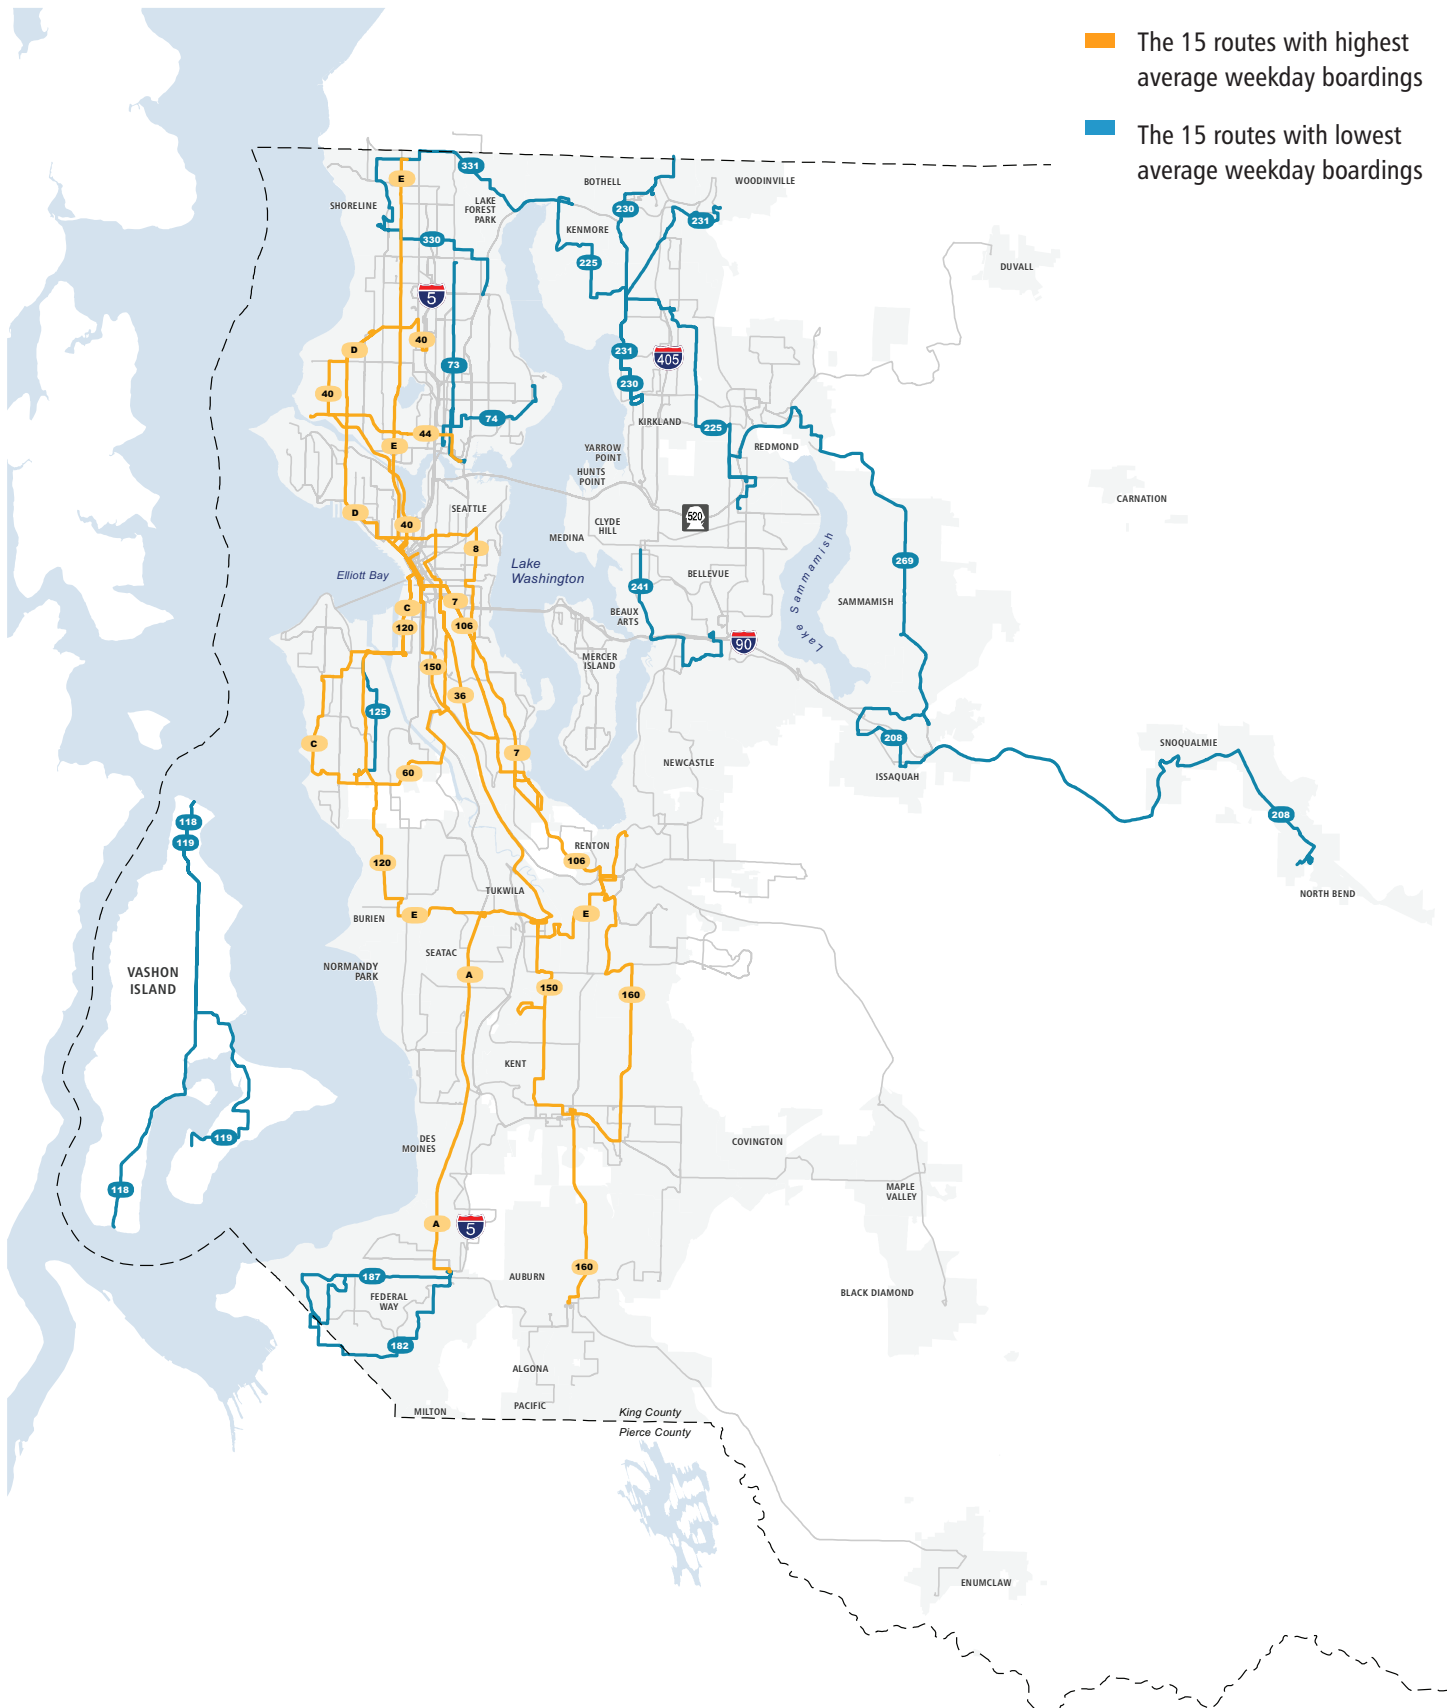 The 15 routes with highest
average weekday boardings
The 15 routes with lowest
average weekday boardings
331
E
BOTHELL
WOODINVILLE
SHORELINE
LAKE
FOREST
PARK
230
231
KENMORE
330
225
DUVALL
5
40
D
231
405
73
230
40
74
KIRKLAND
225
44
E
REDMOND
YARROW
POINT
HUNTS
POINT
CARNATION
SEATTLE
D
520
40
CLYDE
HILL
MEDINA
8
Elliott Bay
Lake
Washington
BELLEVUE
269
Lake Sammamish
241
SAMMAMISH
7
C
BEAUX
ARTS
120
106
90
MERCER
ISLAND
150
36
125
C
208
SNOQUALMIE
7
NEWCASTLE
60
ISSAQUAH
208
118
119
RENTON
120
106
TUKWILA
NORTH BEND
BURIEN
E
E
SEATAC
NORMANDY
PARK
A
VASHON
ISLAND
150
160
KENT
119
DES
MOINES
COVINGTON
118
MAPLE
VALLEY
A
5
160
187
AUBURN
FEDERAL
WAY
BLACK DIAMOND
182
ALGONA
MILTON
PACIFIC
King County
Pierce County
ENUMCLAW